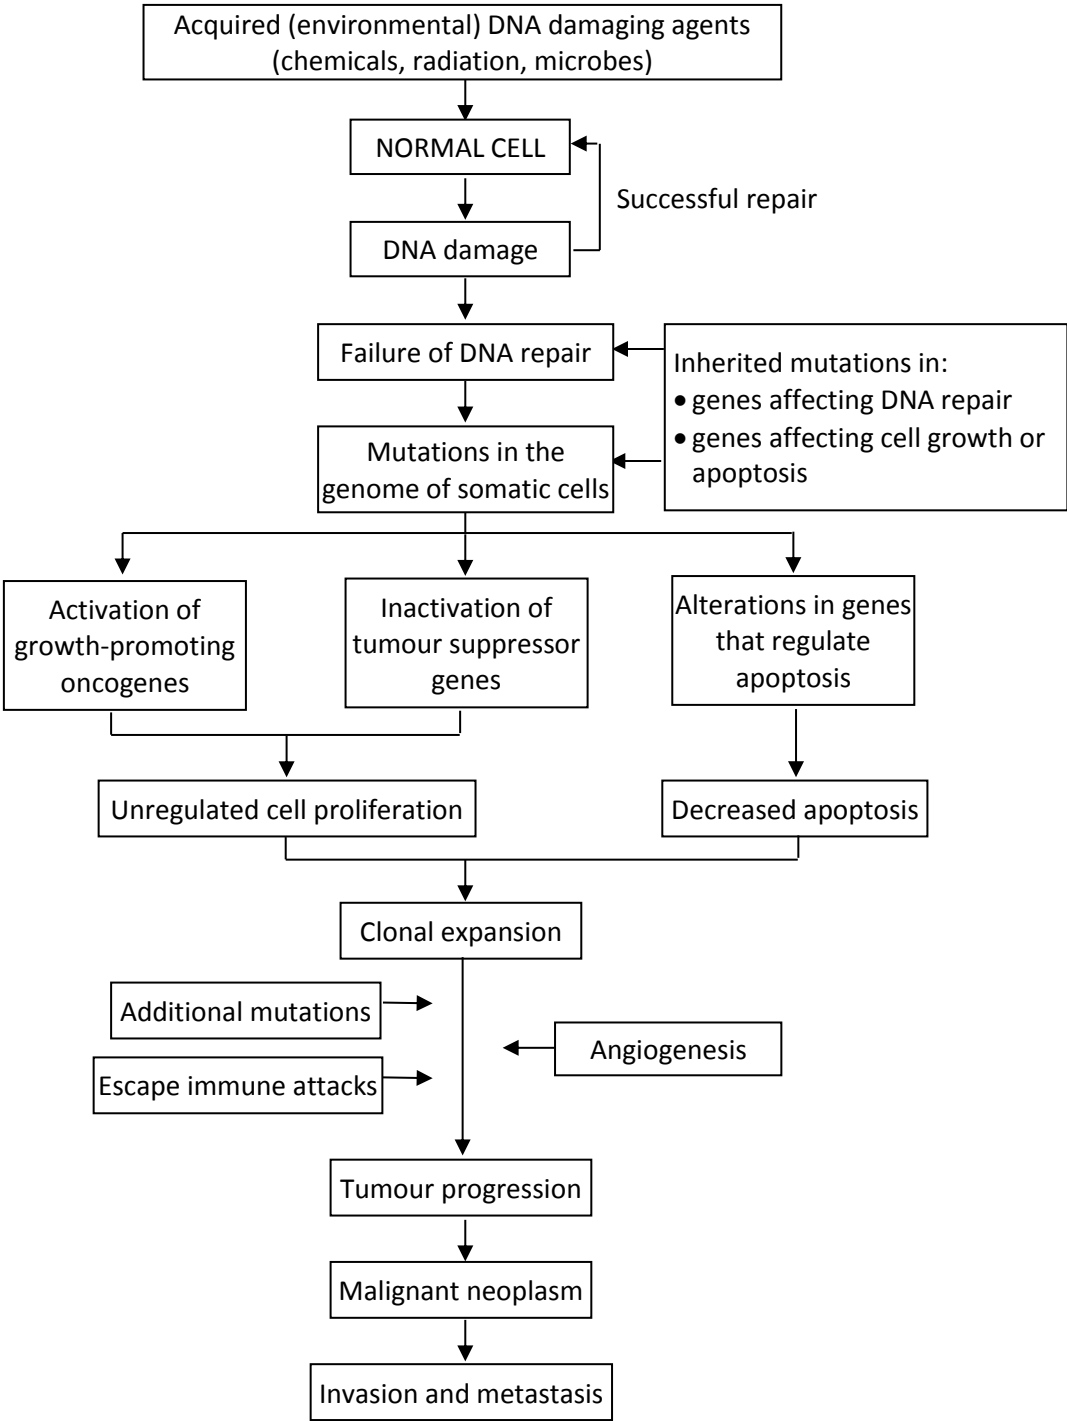 Acquired (environmental) DNA damaging agents
(chemicals, radiation, microbes)
NORMAL CELL
Successful repair
DNA damage
Failure of DNA repair
Inherited mutations in:
• genes affecting DNA repair
• genes affecting cell growth or
apoptosis
Mutations in the
genome of somatic cells
Activation of
growth-promoting
oncogenes
Inactivation of
tumour suppressor
genes
Alterations in genes
that regulate
apoptosis
Unregulated cell proliferation
Decreased apoptosis
Clonal expansion
Additional mutations
Angiogenesis
Escape immune attacks
Tumour progression
Malignant neoplasm
Invasion and metastasis